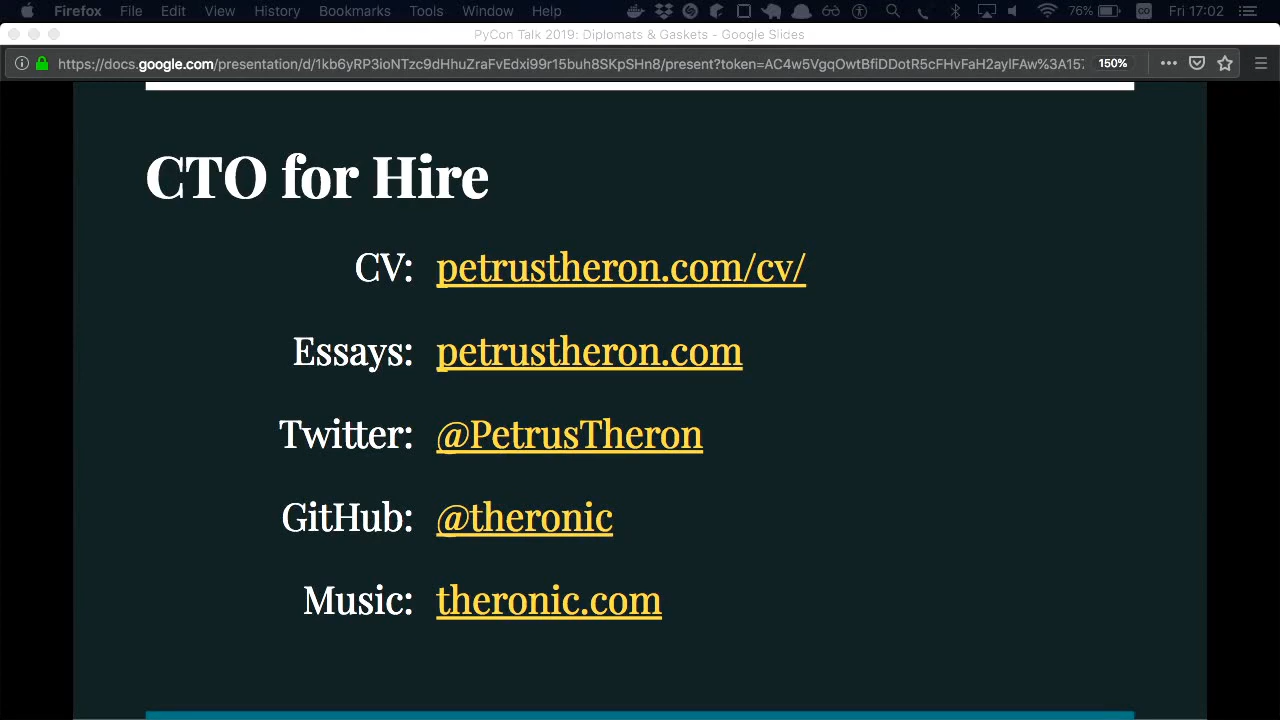 Firefox File Edit View History Bookmarks Tools Window Help 76% Fri 17:02
PyCon Talk 2019: Diplomats & Gaskets - Google Slides
https://docs.google.com/presentation/d/1kb6yRP3ioNTzc9dHhuZraFvEdxi99r15buh8SKpSHn8/present?token=AC4w5VgqOwtBfiDDotR5cFHvFaH2aylFAw%3A157 150%
CTO for Hire
CV: petrustheron.com/cv/
Essays: petrustheron.com
Twitter: @PetrusTheron
GitHub: @theronic
Music: theronic.com